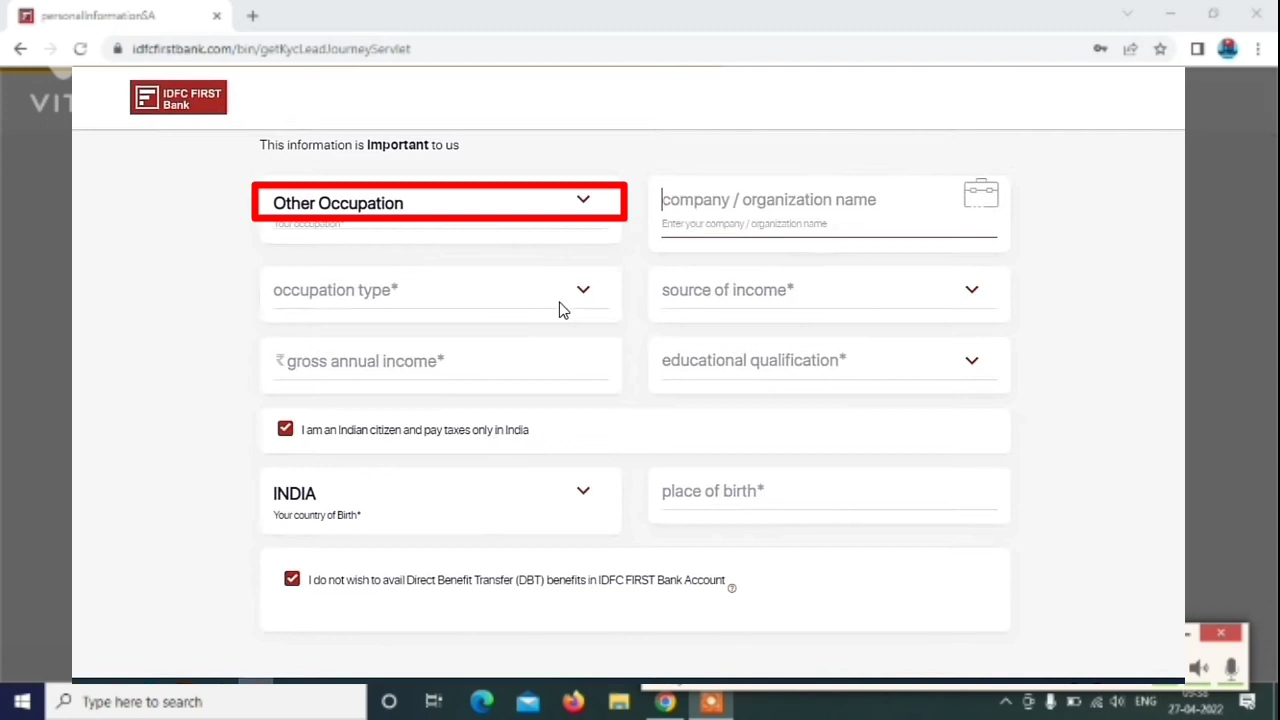 personalInformationSA
idfcfirstbank.com/bin/getKycLeadJourneyServlet
VIT
IDFC FIRST
Bank
This information is Important to us
Other Occupation
Your occupation*
company / organization name
Enter your company / organization name
occupation type*
source of income*
₹ gross annual income*
educational qualification*
I am an Indian citizen and pay taxes only in India
INDIA
Your country of Birth*
place of birth*
I do not wish to avail Direct Benefit Transfer (DBT) benefits in IDFC FIRST Bank Account
Type here to search
ENG
27-04-2022